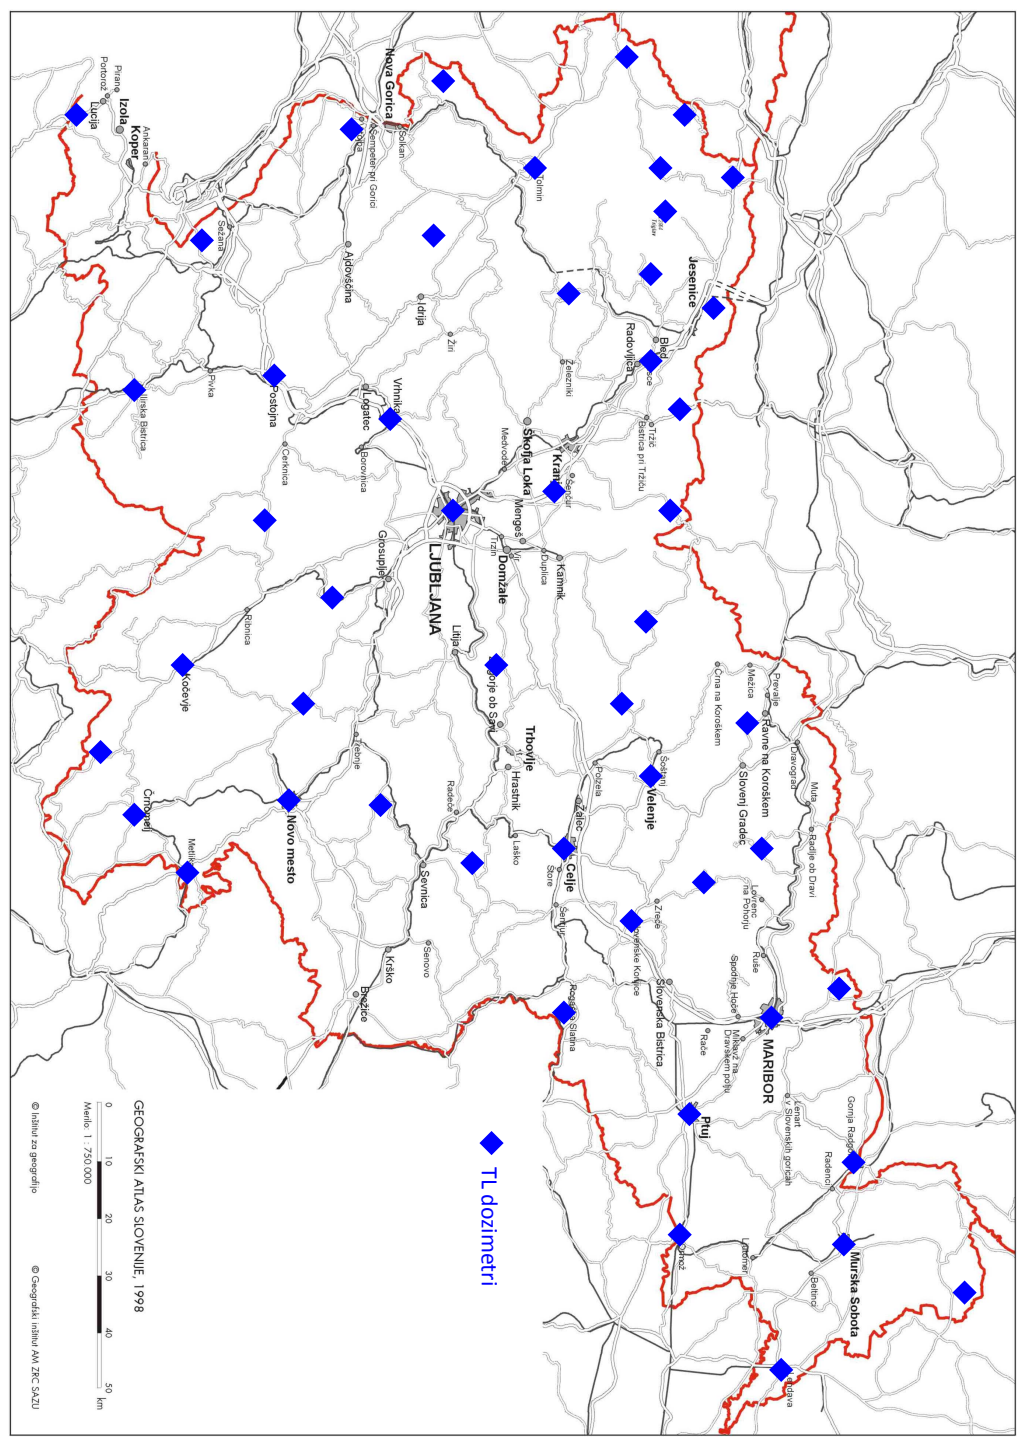 Nova Gorica
Solkan
Šempeter pri Gorici
Piran
Portorož
Lucija
Izola
Koper
Ankaran
Sežana
Ajdovščina
Tolmin
Idrija
Žiri
Jesenice
Bled
Radovljica
Železniki
Tržič
Bistrica pri Tržiču
Pivka
Postojna
Ilirska Bistrica
Logatec
Vrhnika
Borovnica
Cerknica
Škofja Loka
Medvode
Kranj
Šenčur
Mengeš
Trzin
Domžale
Vir
Duplica
Kamnik
LJUBLJANA
Grosuplje
Ribnica
Kočevje
Litija
Zagorje ob Savi
Trbovlje
Hrastnik
Radeče
Laško
Trebnje
Novo mesto
Črnomelj
Metlika
Sevnica
Senovo
Krško
Brežice
Črna na Koroškem
Mežica
Prevalje
Ravne na Koroškem
Dravograd
Muta
Radlje ob Dravi
Slovenj Gradec
Šoštanj
Velenje
Polzela
Žalec
Celje
Štore
Šentjur
Zreče
Slovenske Konjice
Lovrenc
na Pohorju
Ruše
Spodnje Hoče
MARIBOR
Miklavž na
Dravskem polju
Rače
Slovenska Bistrica
Rogaška Slatina
Ptuj
Lenart
v Slovenskih goricah
Gornja Radgona
Radenci
Murska Sobota
Ljutomer
Beltinci
Ormož
Lendava
TL dozimetri
GEOGRAFSKI ATLAS SLOVENIJE, 1998
0 10 20 30 40 50 km
Merilo: 1 : 750.000
© Inštitut za geografijo
© Geografski inštitut AM ZRC SAZU